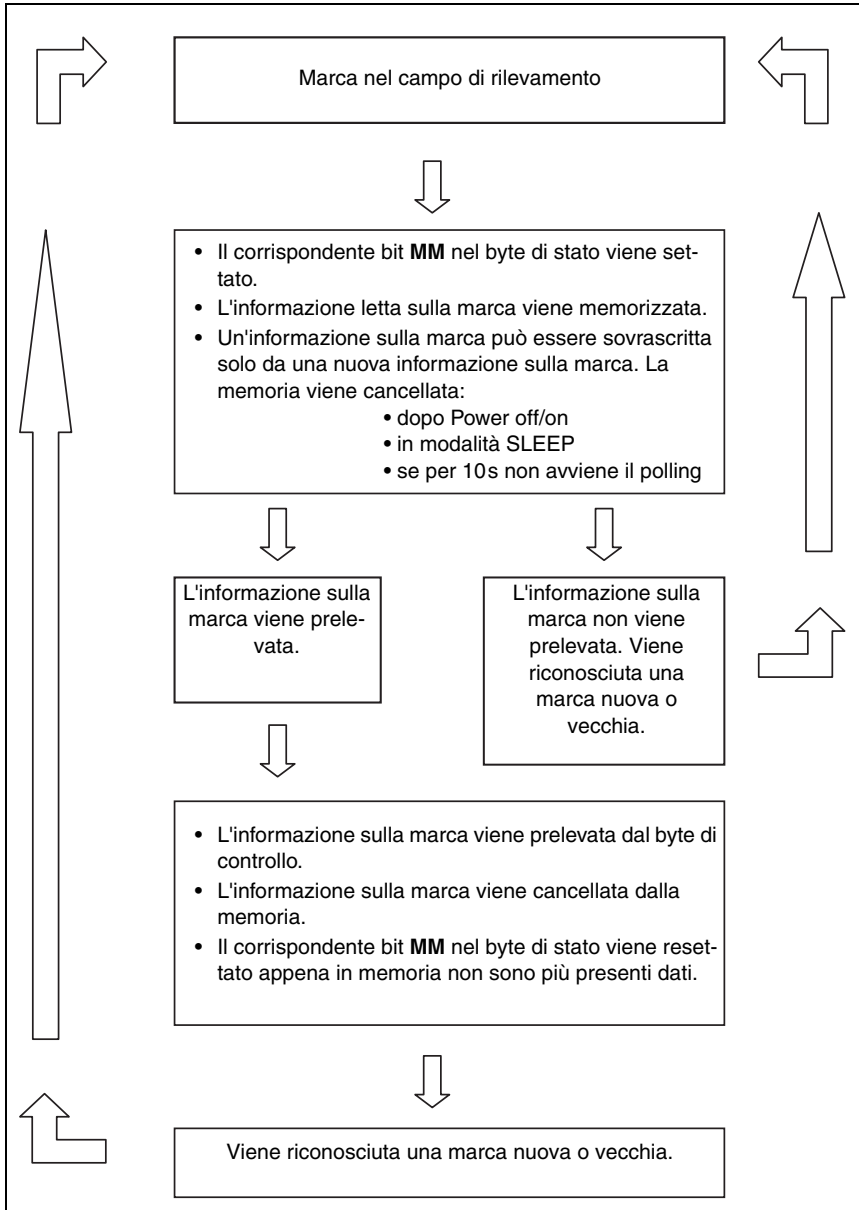 Marca nel campo di rilevamento
• Il corrispondente bit MM nel byte di stato viene set-
tato.
• L'informazione letta sulla marca viene memorizzata.
• Un'informazione sulla marca può essere sovrascritta
solo da una nuova informazione sulla marca. La
memoria viene cancellata:
• dopo Power off/on
• in modalità SLEEP
• se per 10s non avviene il polling
L'informazione sulla
marca viene prele-
vata.
L'informazione sulla
marca non viene
prelevata. Viene
riconosciuta una
marca nuova o
vecchia.
• L'informazione sulla marca viene prelevata dal byte di
controllo.
• L'informazione sulla marca viene cancellata dalla
memoria.
• Il corrispondente bit MM nel byte di stato viene reset-
tato appena in memoria non sono più presenti dati.
Viene riconosciuta una marca nuova o vecchia.